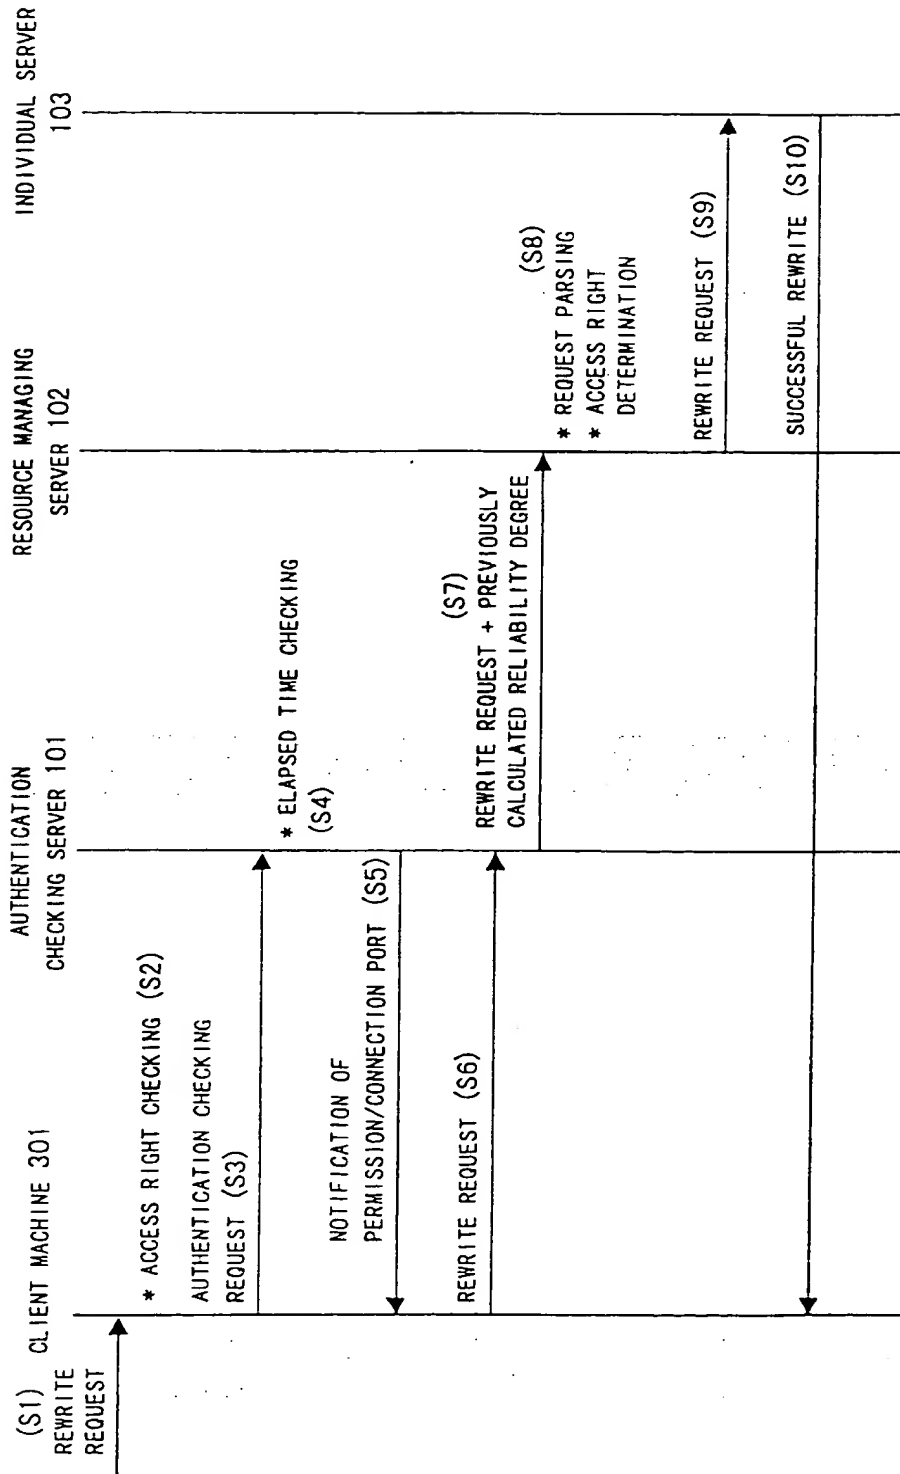 (S1)
REWRITE
REQUEST
CLIENT MACHINE 301
AUTHENTICATION
CHECKING SERVER 101
RESOURCE MANAGING
SERVER 102
INDIVIDUAL SERVER
103
* ACCESS RIGHT CHECKING (S2)
AUTHENTICATION CHECKING
REQUEST (S3)
* ELAPSED TIME CHECKING
(S4)
NOTIFICATION OF
PERMISSION/CONNECTION PORT (S5)
REWRITE REQUEST (S6)
(S7)
REWRITE REQUEST + PREVIOUSLY
CALCULATED RELIABILITY DEGREE
(S8)
* REQUEST PARSING
* ACCESS RIGHT
DETERMINATION
REWRITE REQUEST (S9)
SUCCESSFUL REWRITE (S10)